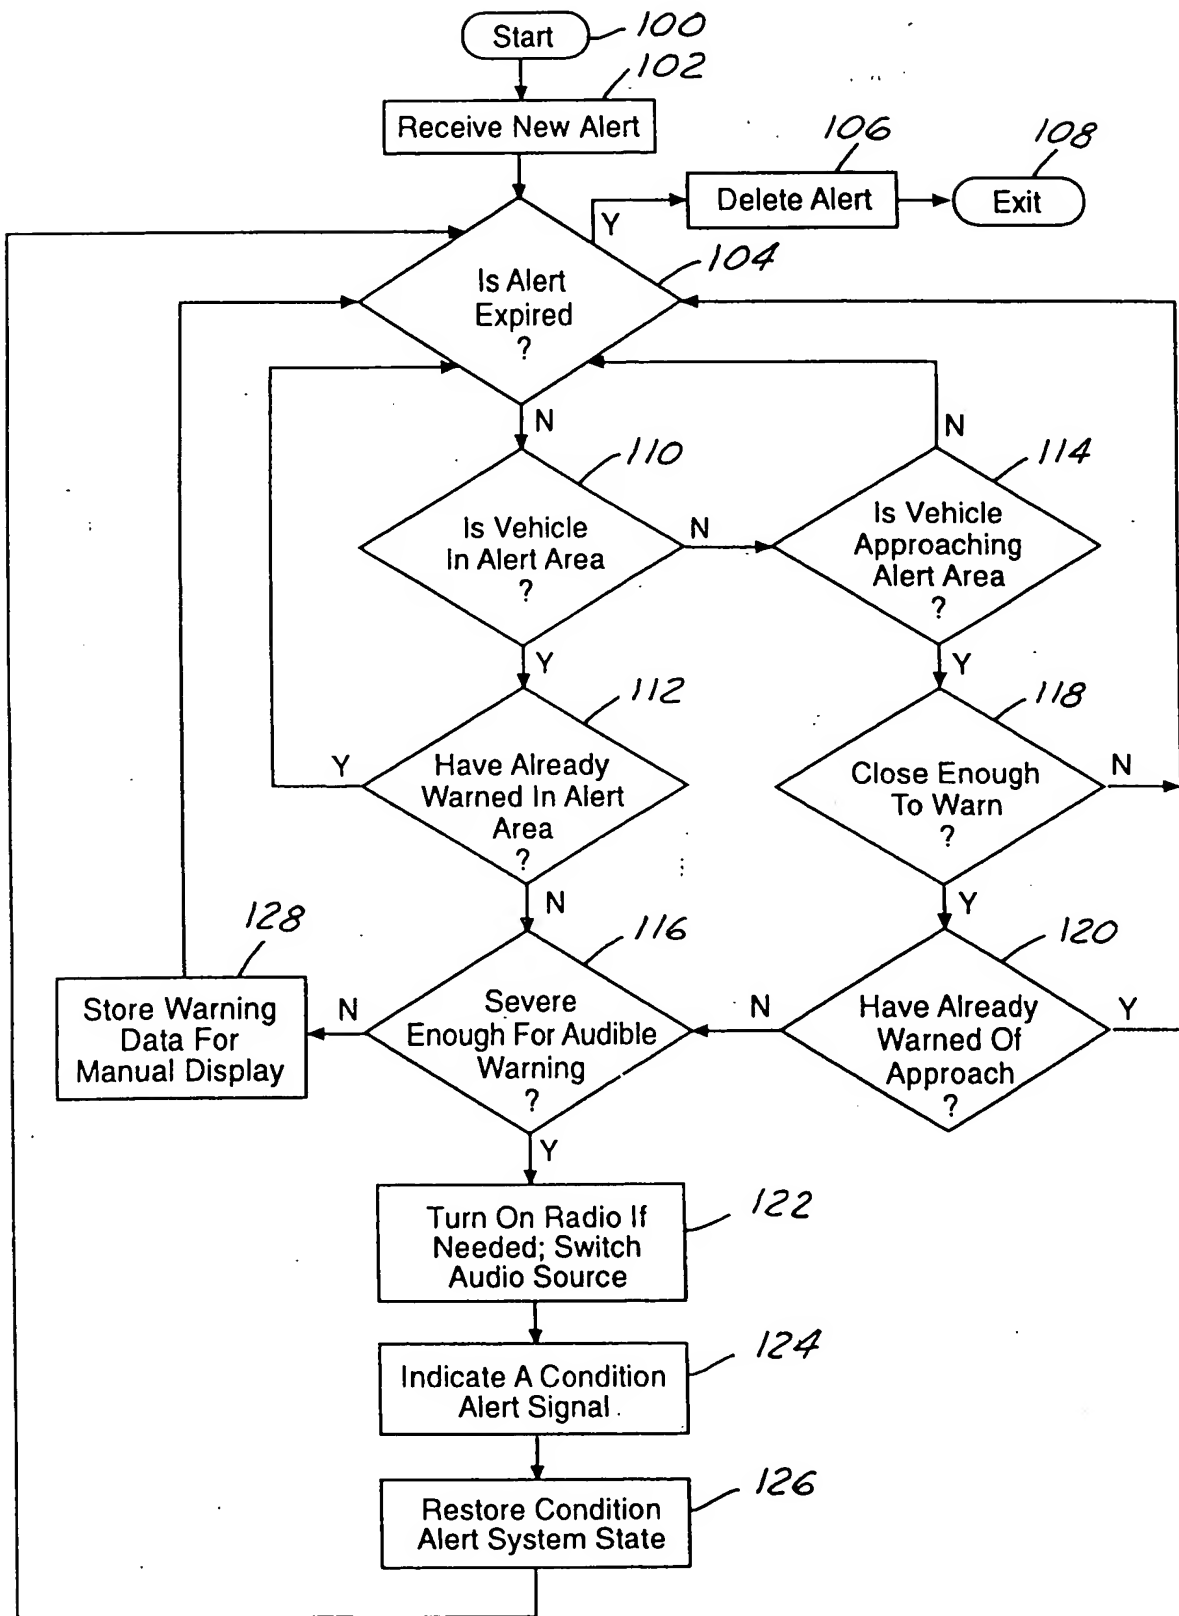 Start
100
102
Receive New Alert
106
108
Delete Alert
Exit
Y
104
Is Alert
Expired
?
N
N
110
114
Is Vehicle
In Alert Area
?
N
Is Vehicle
Approaching
Alert Area
?
Y
Y
112
118
Y
Have Already
Warned In Alert
Area
?
Close Enough
To Warn
?
N
N
Y
128
116
120
Store Warning
Data For
Manual Display
N
Severe
Enough For Audible
Warning
?
N
Have Already
Warned Of
Approach
?
Y
Y
122
Turn On Radio If
Needed; Switch
Audio Source
124
Indicate A Condition
Alert Signal
126
Restore Condition
Alert System State